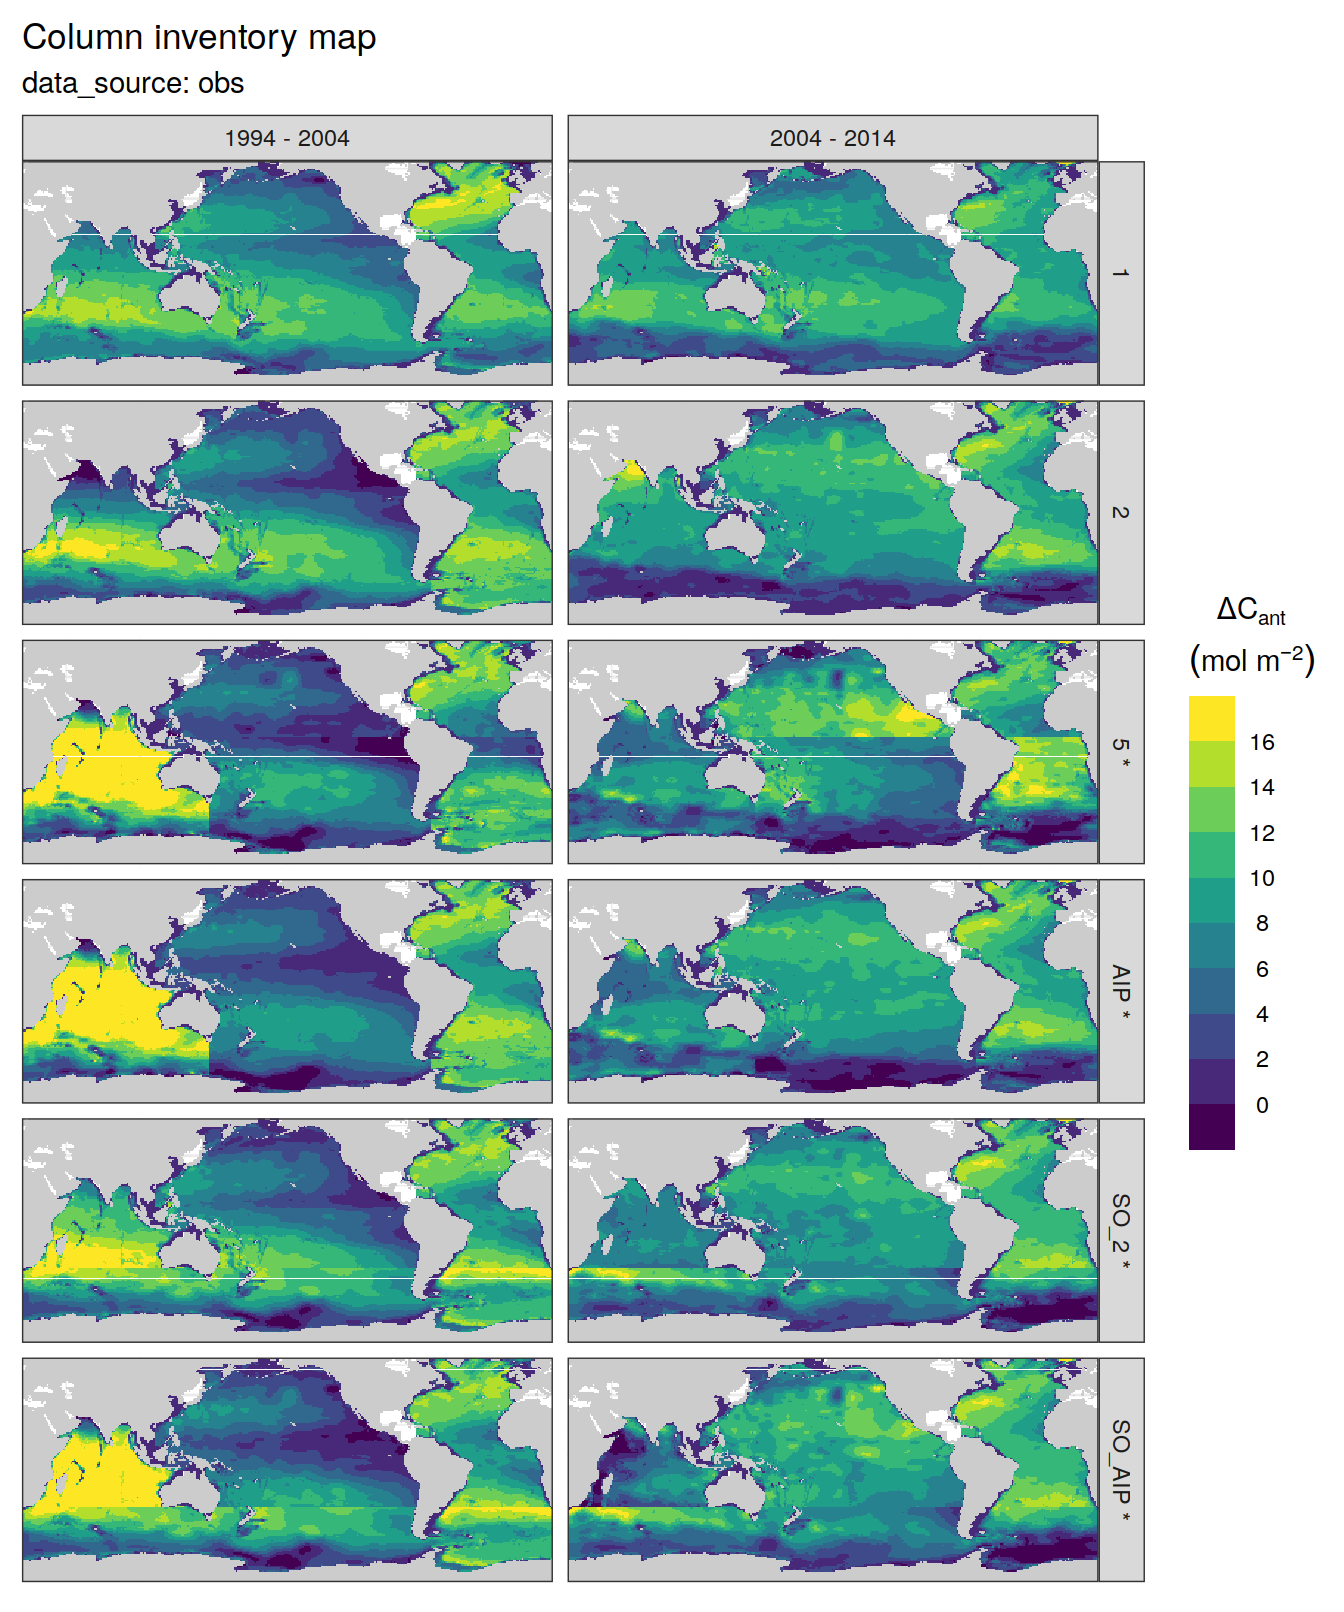 Column inventory map
data_source: obs
1994 - 2004
2004 - 2014
1
2
5 *
AIP *
SO_2 *
SO_AIP *
ΔCant
(mol m−2)
16
14
12
10
8
6
4
2
0